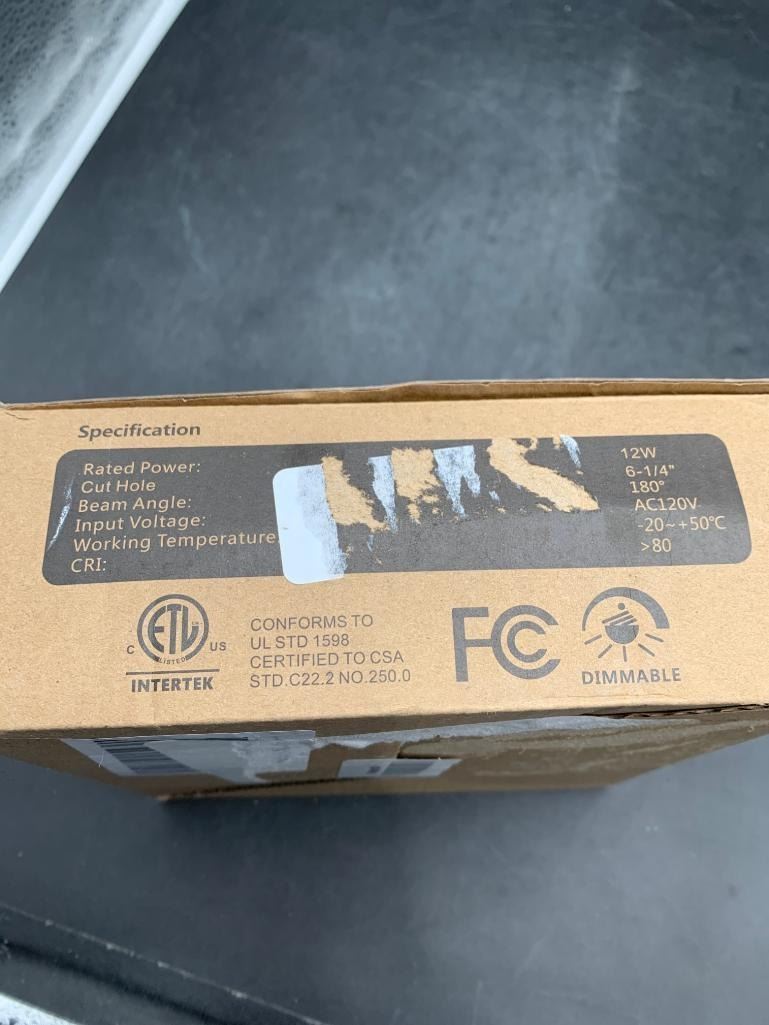 Specification
Rated Power: 12W
Cut Hole 6-1/4"
Beam Angle: 180°
Input Voltage: AC120V
Working Temperature: -20~+50℃
CRI: >80
C ETL US
LISTED
INTERTEK
CONFORMS TO
UL STD 1598
CERTIFIED TO CSA
STD.C22.2 NO.250.0
FC
DIMMABLE